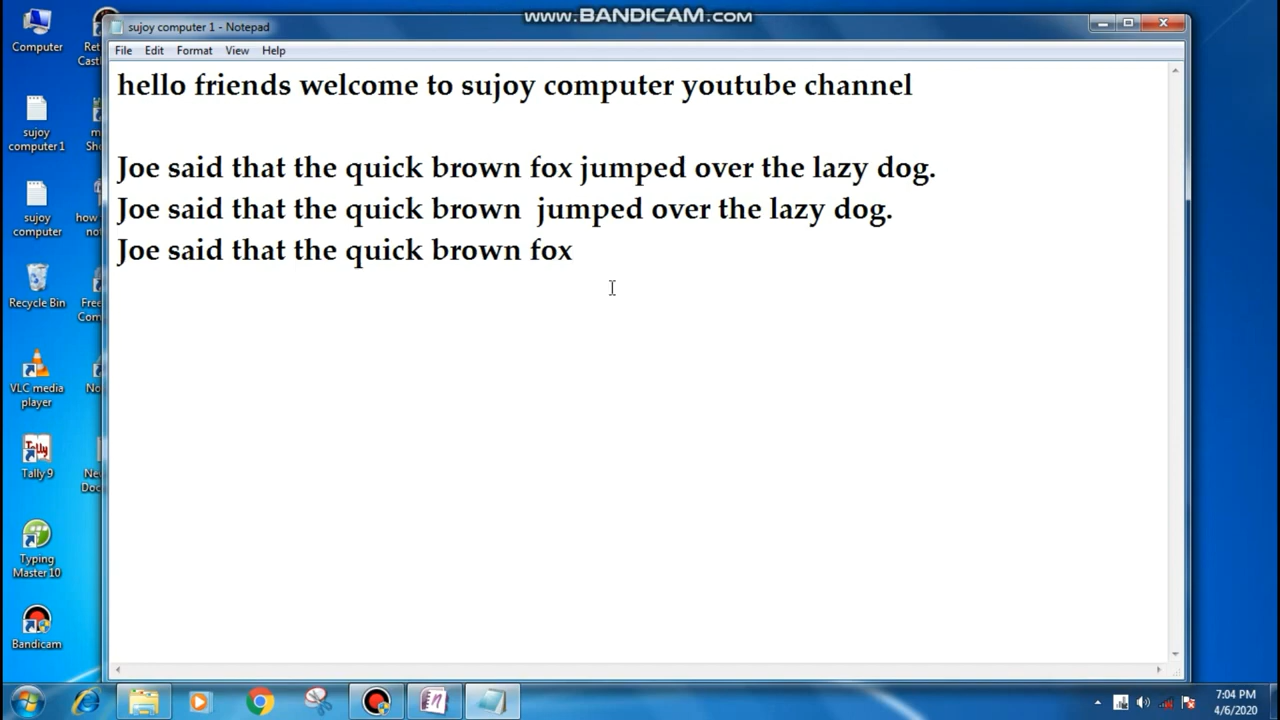 www.BANDICAM.com
sujoy computer 1 - Notepad
File Edit Format View Help
hello friends welcome to sujoy computer youtube channel
Joe said that the quick brown fox jumped over the lazy dog.
Joe said that the quick brown  jumped over the lazy dog.
Joe said that the quick brown fox
Computer
sujoy
computer 1
sujoy
computer
Recycle Bin
VLC media
player
Tally 9
Typing
Master 10
Bandicam
7:04 PM
4/6/2020